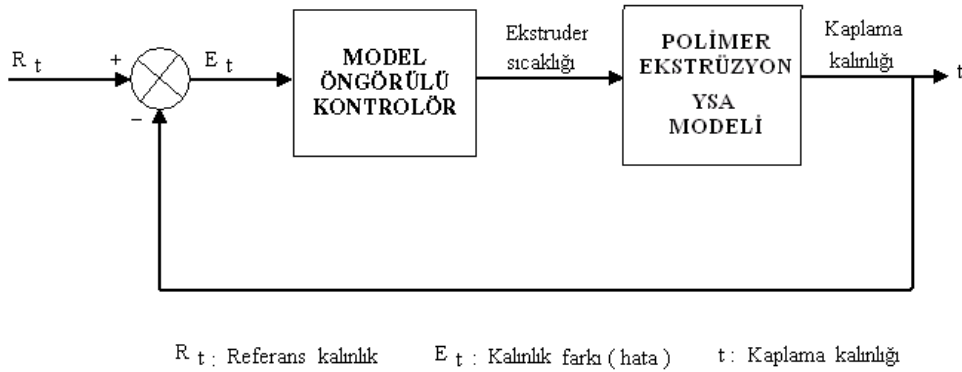 R t
+
−
E t
MODEL
ÖNGÖRÜLÜ
KONTROLÖR
Ekstruder
sıcaklığı
POLİMER
EKSTRÜZYON
YSA
MODELİ
Kaplama
kalınlığı
t
R t : Referans kalınlık E t : Kalınlık farkı ( hata ) t : Kaplama kalınlığı